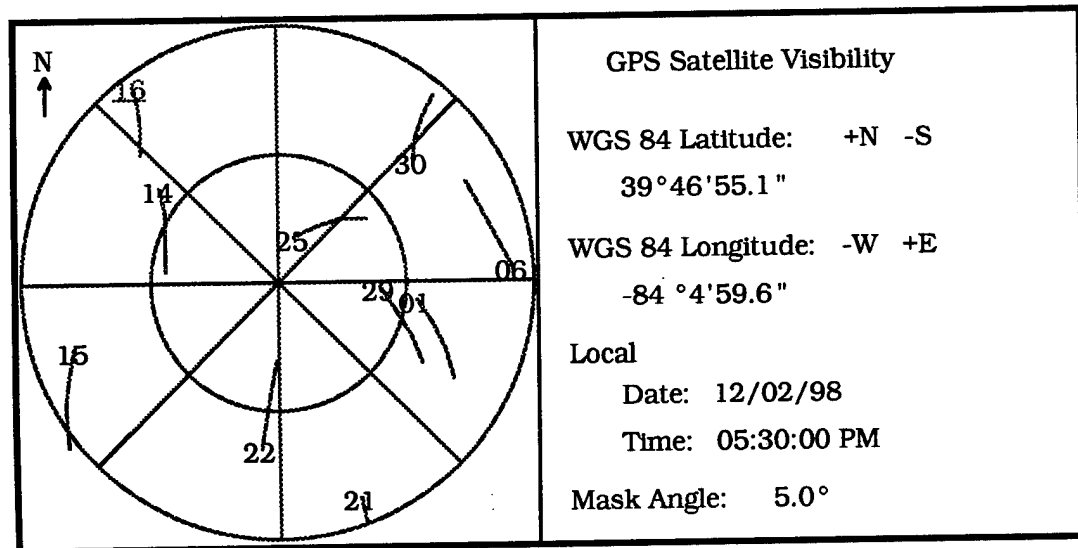 N
16
30
14
25
06
29 01
15
22
21
GPS Satellite Visibility
WGS 84 Latitude: +N -S
39°46'55.1"
WGS 84 Longitude: -W +E
-84 °4'59.6"
Local
Date: 12/02/98
Time: 05:30:00 PM
Mask Angle: 5.0°